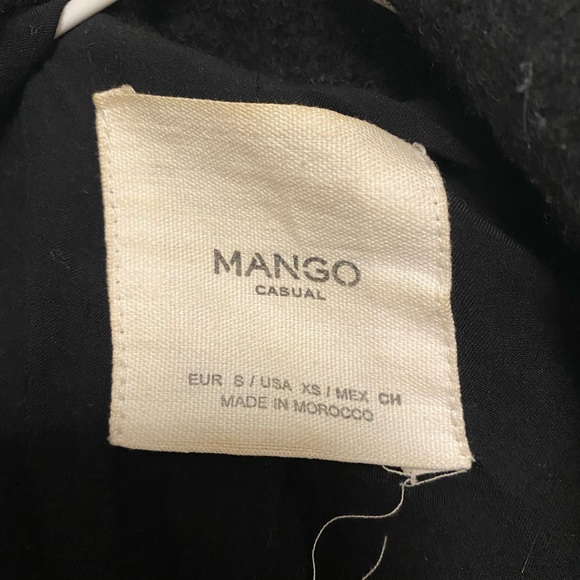 MANGO
CASUAL
EUR S / USA XS / MEX CH
MADE IN MOROCCO